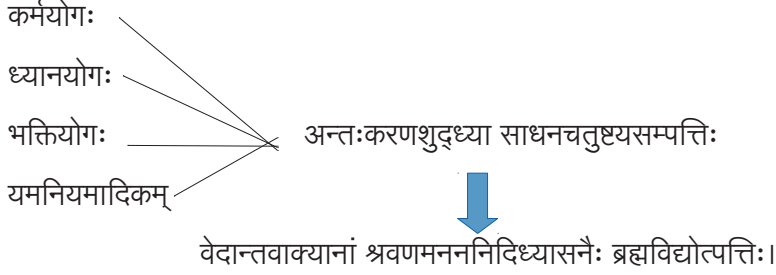 कर्मयोगः
ध्यानयोगः
भक्तियोगः
यमनियमादिकम्
अन्तःकरणशुद्ध्या साधनचतुष्टयसम्पत्तिः
वेदान्तवाक्यानां श्रवणमनननिदिध्यासनैः ब्रह्मविद्योत्पत्तिः।